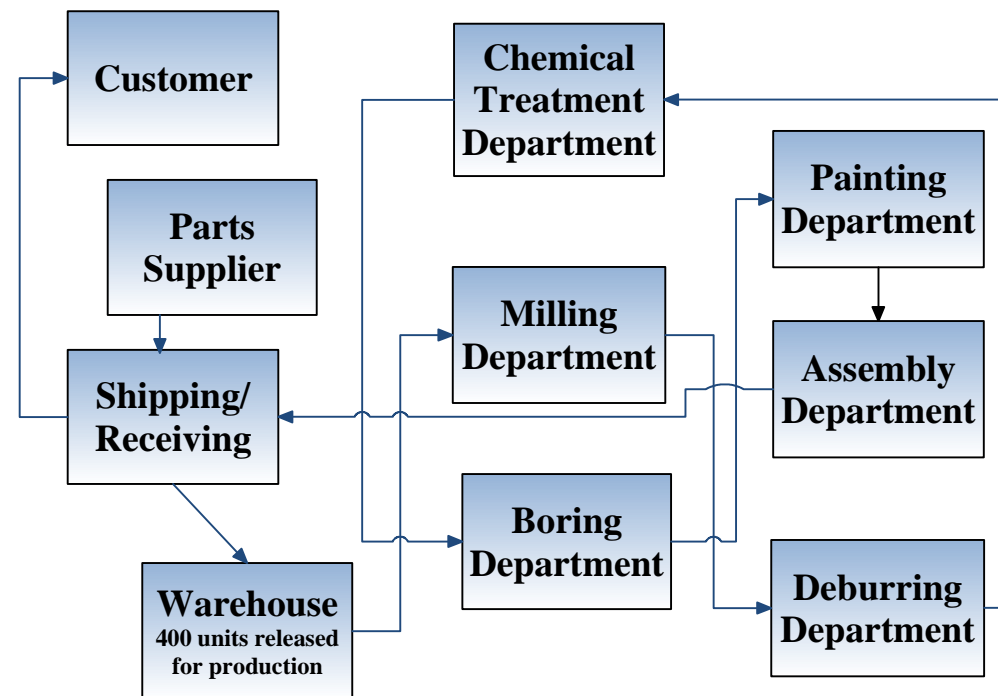 Customer
Chemical
Treatment
Department
Painting
Department
Parts
Supplier
Milling
Department
Assembly
Department
Shipping/
Receiving
Boring
Department
Deburring
Department
Warehouse
400 units released
for production